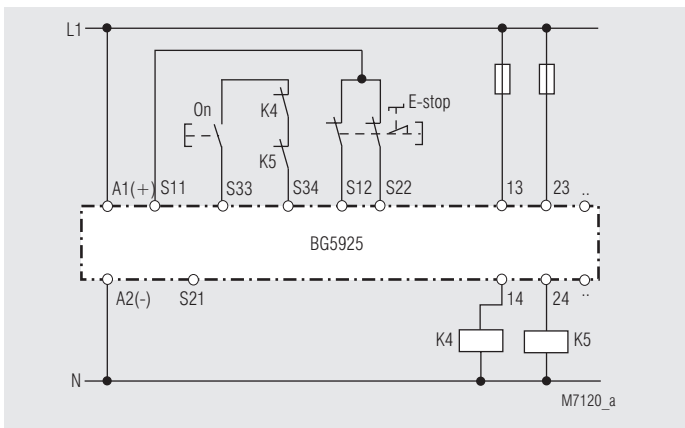 L1
E-stop
On
K4
K5
A1(+) S11 S33 S34 S12 S22 13 23 ..
BG5925
A2(-) S21 14 24 ..
K4 K5
N
M7120_a